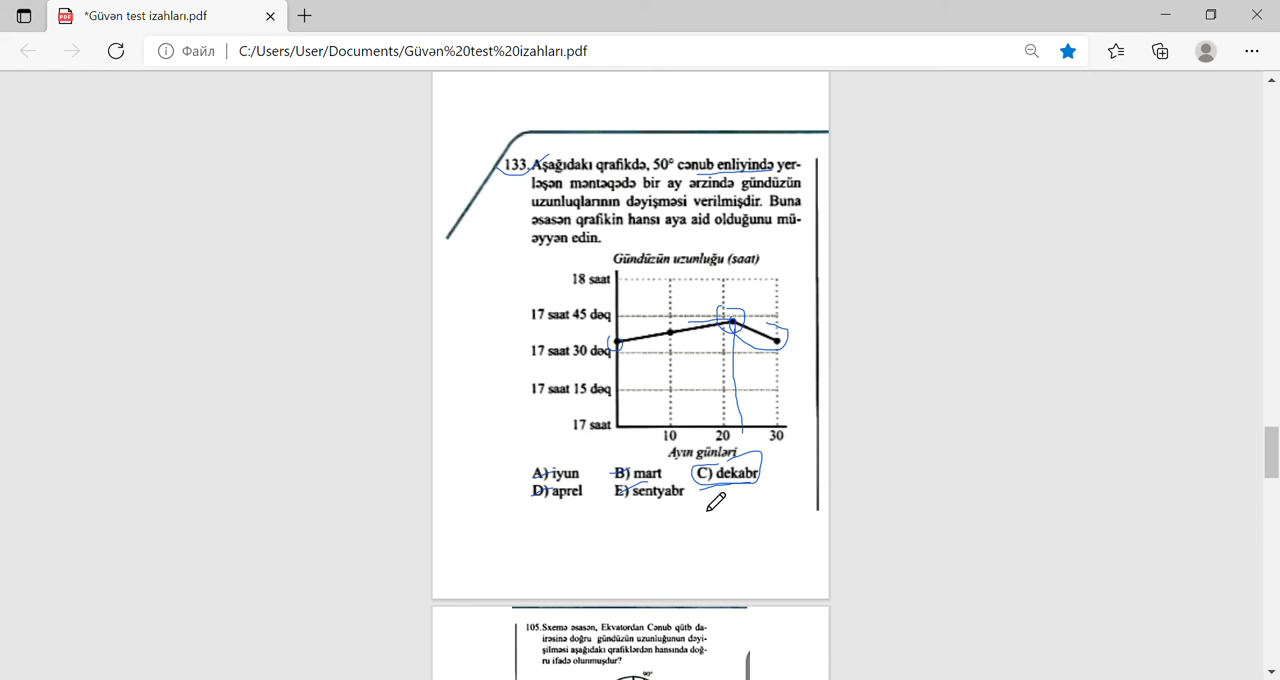 *Güvən test izahları.pdf
Файл
C:/Users/User/Documents/Güvən%20test%20izahları.pdf
133. Aşağıdakı qrafikdə, 50° cənub enliyində yer-
ləşən məntəqədə bir ay ərzində gündüzün
uzunluqlarının dəyişməsi verilmişdir. Buna
əsasən qrafikin hansı aya aid olduğunu mü-
əyyən edin.
Gündüzün uzunluğu (saat)
18 saat
17 saat 45 dəq
17 saat 30 dəq
17 saat 15 dəq
17 saat
10 20 30
Ayın günləri
A) iyun B) mart C) dekabr
D) aprel E) sentyabr
105. Sxemə əsasən, Ekvatordan Cənub qütb da-
irəsinə doğru gündüzün uzunluğunun dəyi-
şilməsi aşağıdakı qrafiklərdən hansında doğ-
ru ifadə olunmuşdur?
90°